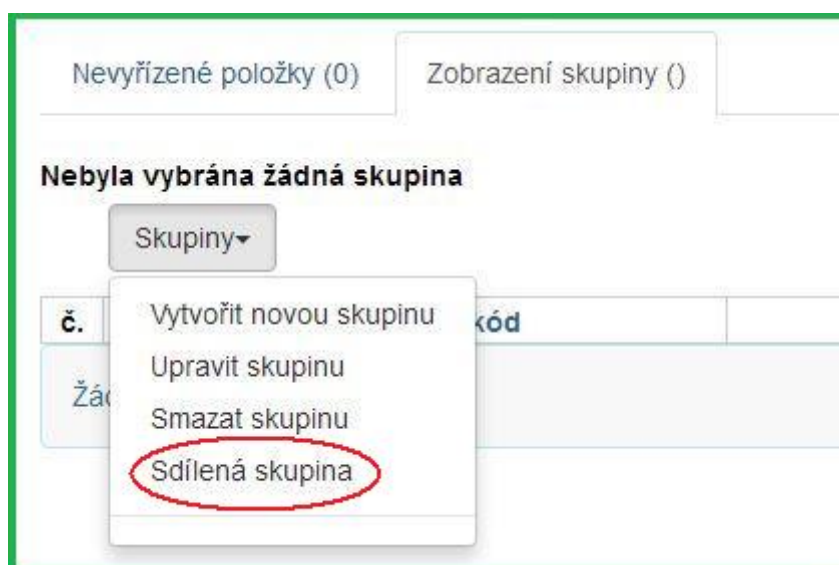 Nevyřízené položky (0) Zobrazení skupiny ()
Nebyla vybrána žádná skupina
Skupiny
č.
Vytvořit novou skupinu
Upravit skupinu
Smazat skupinu
Sdílená skupina